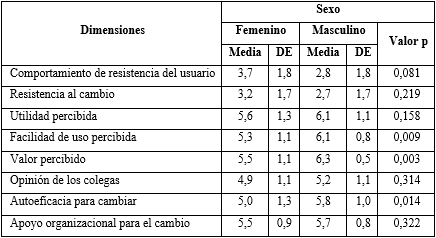 Dimensiones Sexo
Femenino Masculino Valor p
Media DE Media DE
Comportamiento de resistencia del usuario 3,7 1,8 2,8 1,8 0,081
Resistencia al cambio 3,2 1,7 2,7 1,7 0,219
Utilidad percibida 5,6 1,3 6,1 1,1 0,158
Facilidad de uso percibida 5,3 1,1 6,1 0,8 0,009
Valor percibido 5,5 1,1 6,3 0,5 0,003
Opinión de los colegas 4,9 1,1 5,2 1,1 0,314
Autoeficacia para cambiar 5,0 1,3 5,8 1,0 0,014
Apoyo organizacional para el cambio 5,5 0,9 5,7 0,8 0,322